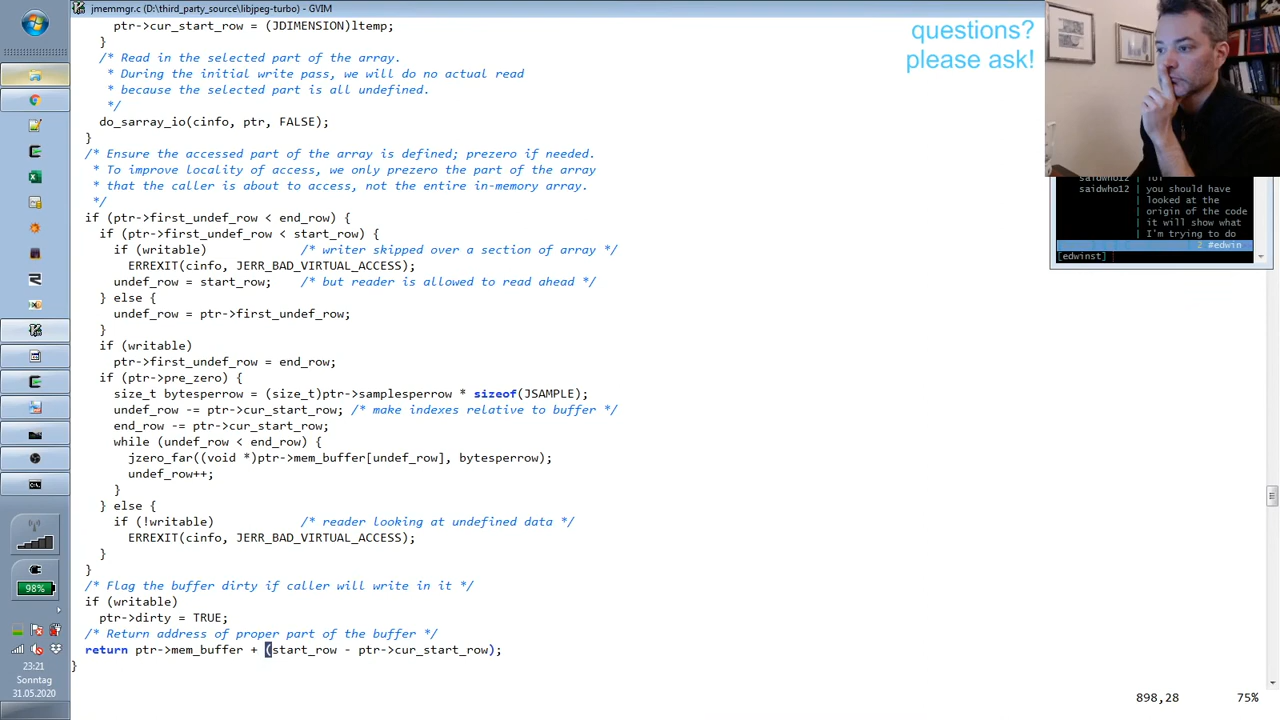 jmemmgr.c (D:\third_party_source\libjpeg-turbo) - GVIM
ptr->cur_start_row = (JDIMENSION)ltemp;
}
/* Read in the selected part of the array.
* During the initial write pass, we will do no actual read
* because the selected part is all undefined.
*/
do_sarray_io(cinfo, ptr, FALSE);
}
/* Ensure the accessed part of the array is defined; prezero if needed.
* To improve locality of access, we only prezero the part of the array
* that the caller is about to access, not the entire in-memory array.
*/
if (ptr->first_undef_row < end_row) {
if (ptr->first_undef_row < start_row) {
if (writable) /* writer skipped over a section of array */
ERREXIT(cinfo, JERR_BAD_VIRTUAL_ACCESS);
undef_row = start_row; /* but reader is allowed to read ahead */
} else {
undef_row = ptr->first_undef_row;
}
if (writable)
ptr->first_undef_row = end_row;
if (ptr->pre_zero) {
size_t bytesperrow = (size_t)ptr->samplesperrow * sizeof(JSAMPLE);
undef_row -= ptr->cur_start_row; /* make indexes relative to buffer */
end_row -= ptr->cur_start_row;
while (undef_row < end_row) {
jzero_far((void *)ptr->mem_buffer[undef_row], bytesperrow);
undef_row++;
}
} else {
if (!writable) /* reader looking at undefined data */
ERREXIT(cinfo, JERR_BAD_VIRTUAL_ACCESS);
}
}
/* Flag the buffer dirty if caller will write in it */
if (writable)
ptr->dirty = TRUE;
/* Return address of proper part of the buffer */
return ptr->mem_buffer + (start_row - ptr->cur_start_row);
}
898,28 75%
questions?
please ask!
saidwho12 | lol
saidwho12 | you should have
| looked at the
| origin of the code
| it will show what
| I'm trying to do
2 #edwin
[edwinst]
98%
23:21
Sonntag
31.05.2020